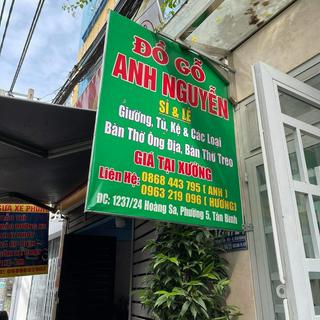 ĐỒ GỖ
ANH NGUYỄN
SỈ & LẺ
Giường, Tủ, Kệ & Các Loại
Bàn Thờ Ông Địa, Bàn Thờ Treo
GIÁ TẠI XƯỞNG
Liên Hệ: 0868 443 795 (ANH)
0963 219 096 (HƯƠNG)
ĐC: 1237/24 Hoàng Sa, Phường 5, Tân Bình